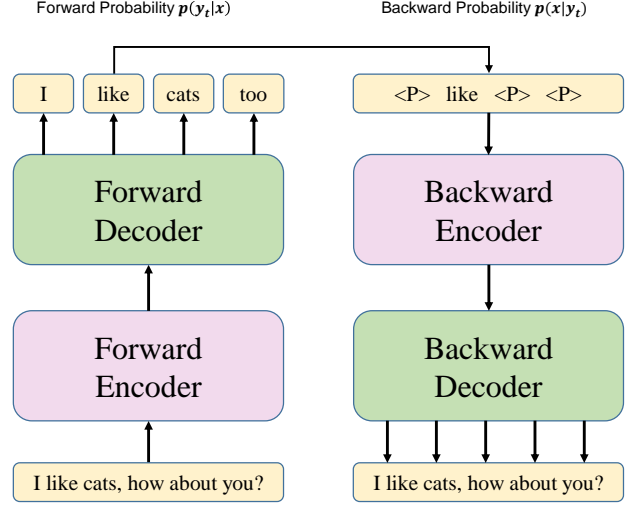 Forward Probability p(y_t|x)
Backward Probability p(x|y_t)
I like cats too
<P> like <P> <P>
Forward
Decoder
Backward
Encoder
Forward
Encoder
Backward
Decoder
I like cats, how about you?
I like cats, how about you?